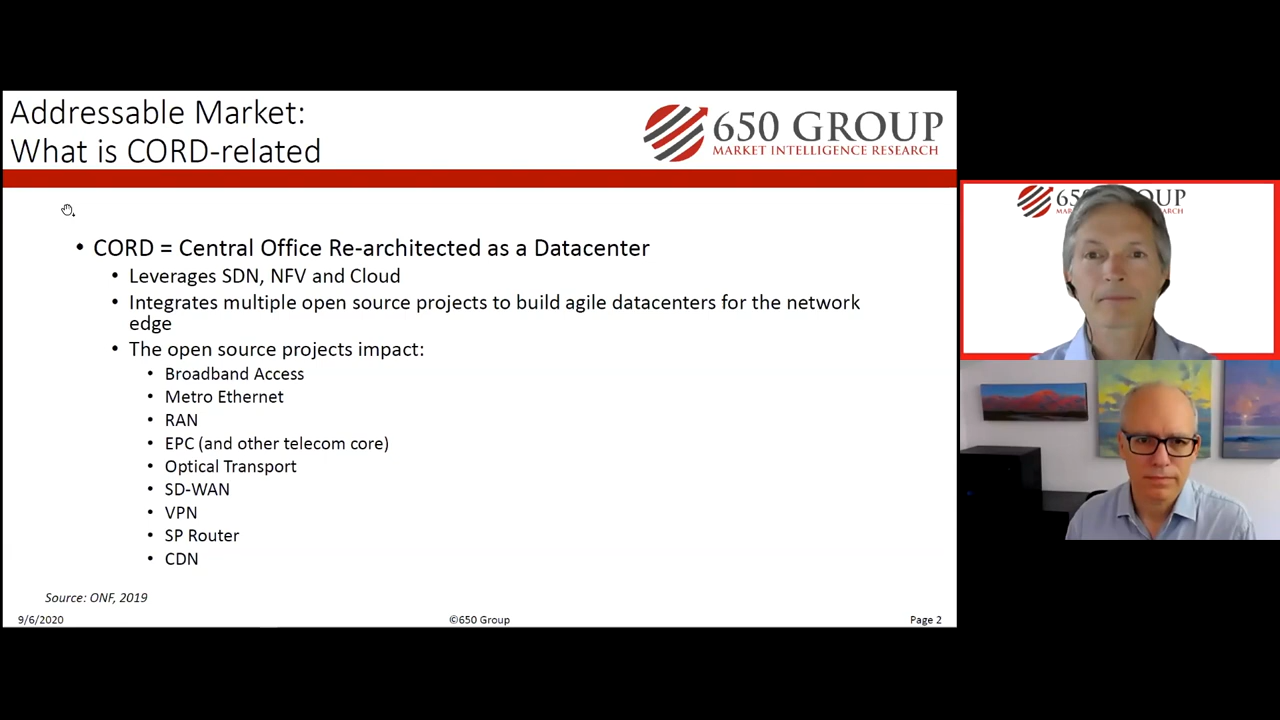 Addressable Market:
What is CORD-related
650 GROUP
MARKET INTELLIGENCE RESEARCH
• CORD = Central Office Re-architected as a Datacenter
• Leverages SDN, NFV and Cloud
• Integrates multiple open source projects to build agile datacenters for the network
edge
• The open source projects impact:
• Broadband Access
• Metro Ethernet
• RAN
• EPC (and other telecom core)
• Optical Transport
• SD-WAN
• VPN
• SP Router
• CDN
Source: ONF, 2019
9/6/2020
©650 Group
Page 2